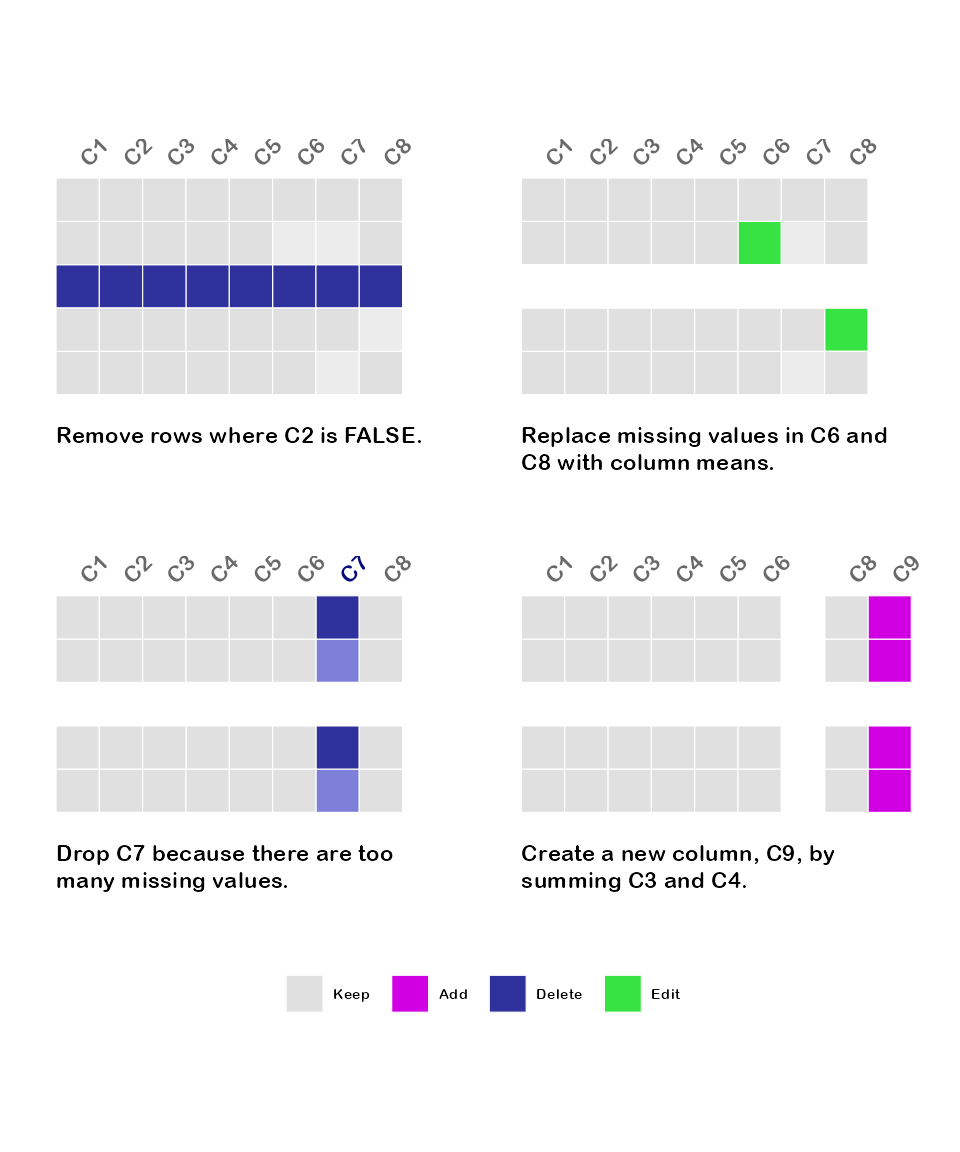 C1 C2 C3 C4 C5 C6 C7 C8
C1 C2 C3 C4 C5 C6 C7 C8
Remove rows where C2 is FALSE.
Replace missing values in C6 and
C8 with column means.
C1 C2 C3 C4 C5 C6 C7 C8
C1 C2 C3 C4 C5 C6 C8 C9
Drop C7 because there are too
many missing values.
Create a new column, C9, by
summing C3 and C4.
Keep Add Delete Edit